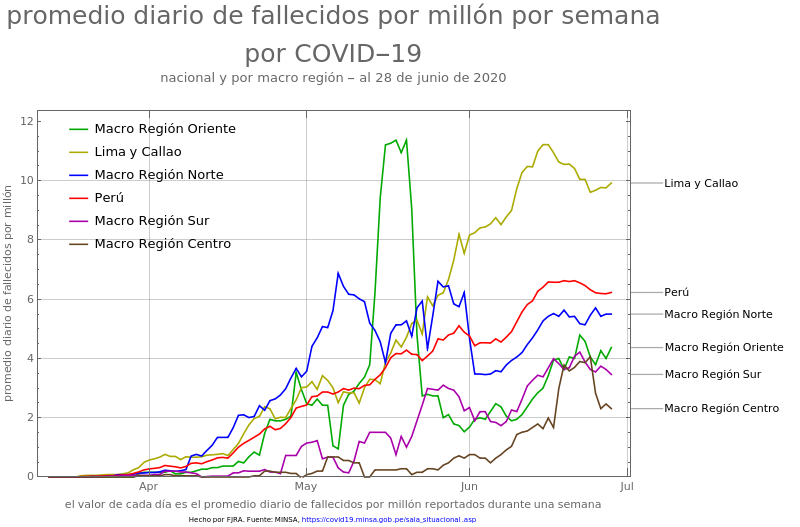 promedio diario de fallecidos por millón por semana
por COVID−19
nacional y por macro región − al 28 de junio de 2020
promedio diario de fallecidos por millón
12
10
8
6
4
2
0
Macro Región Oriente
Lima y Callao
Macro Región Norte
Perú
Macro Región Sur
Macro Región Centro
Lima y Callao
Perú
Macro Región Norte
Macro Región Oriente
Macro Región Sur
Macro Región Centro
Apr May Jun Jul
el valor de cada día es el promedio diario de fallecidos por millón reportados durante una semana
Hecho por FJRA. Fuente: MINSA, https://covid19.minsa.gob.pe/sala_situacional.asp